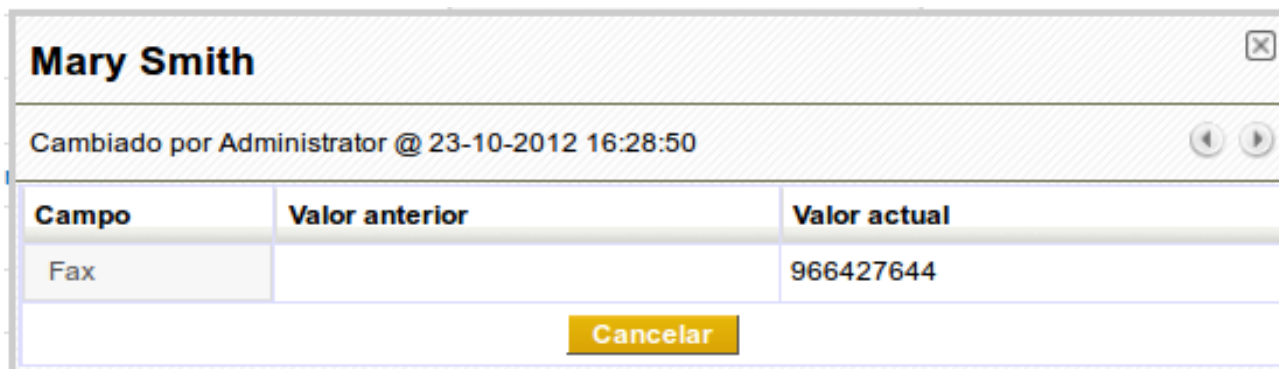 Mary Smith
Cambiado por Administrator @ 23-10-2012 16:28:50
Campo Valor anterior Valor actual
Fax 966427644
Cancelar